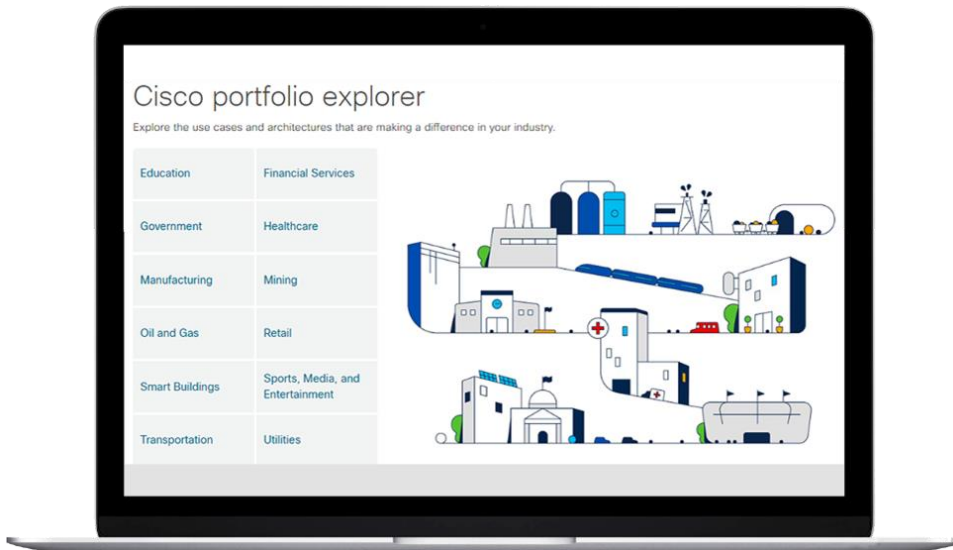 Cisco portfolio explorer
Explore the use cases and architectures that are making a difference in your industry.
Education
Financial Services
Government
Healthcare
Manufacturing
Mining
Oil and Gas
Retail
Smart Buildings
Sports, Media, and
Entertainment
Transportation
Utilities